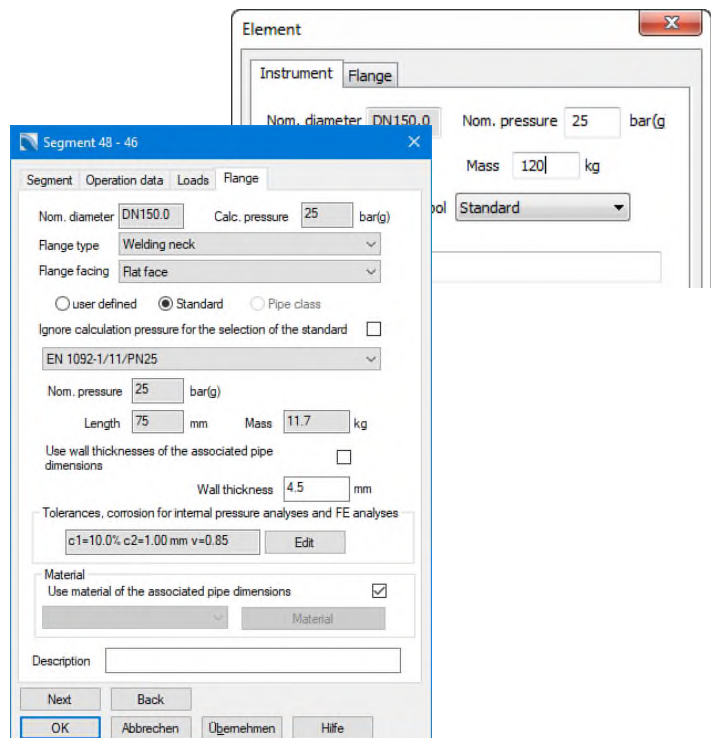 Element
Instrument Flange
Nom. diameter DN150.0 Nom. pressure 25 bar(g
Mass 120 kg
ool Standard
Segment 48 - 46
Segment Operation data Loads Flange
Nom. diameter DN150.0 Calc. pressure 25 bar(g)
Flange type Welding neck
Flange facing Flat face
user defined Standard Pipe class
Ignore calculation pressure for the selection of the standard
EN 1092-1/11/PN25
Nom. pressure 25 bar(g)
Length 75 mm Mass 11.7 kg
Use wall thicknesses of the associated pipe
dimensions
Wall thickness 4.5 mm
Tolerances, corrosion for internal pressure analyses and FE analyses
c1=10.0% c2=1.00 mm v=0.85 Edit
Material
Use material of the associated pipe dimensions
Material
Description
Next Back
OK Abbrechen Übernehmen Hilfe